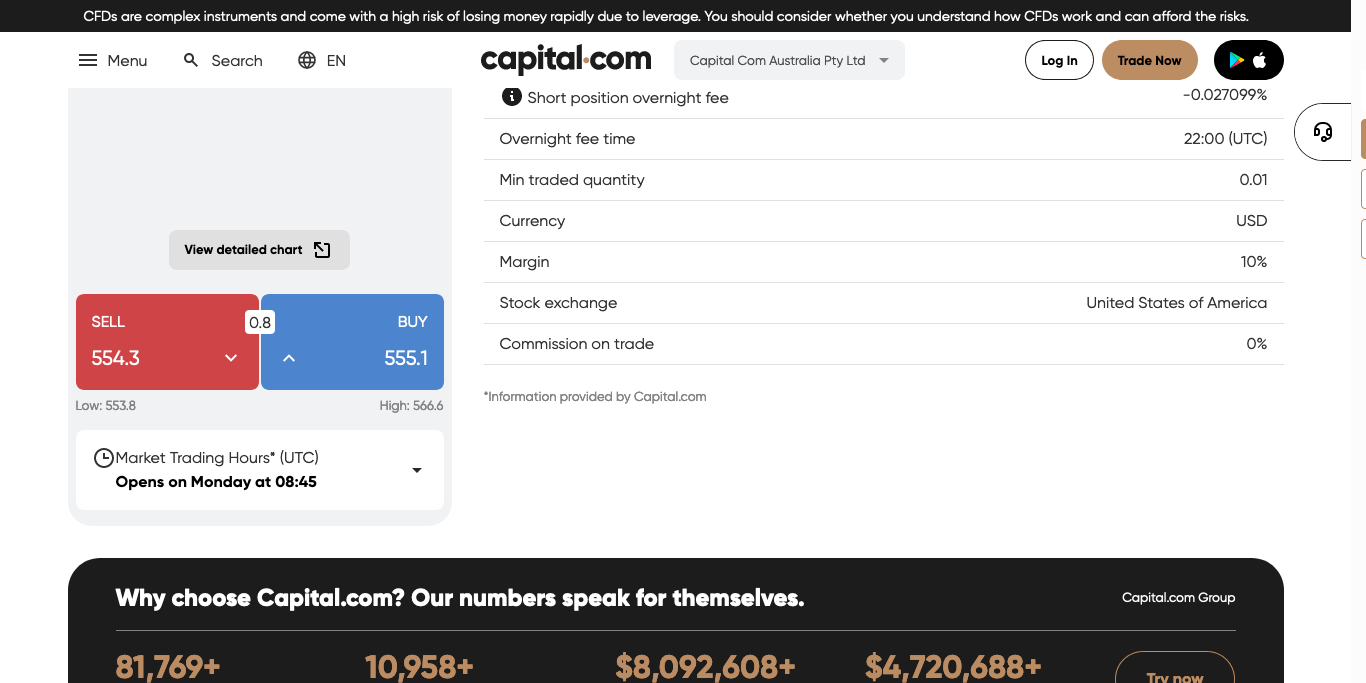 CFDs are complex instruments and come with a high risk of losing money rapidly due to leverage. You should consider whether you understand how CFDs work and can afford the risks.
Menu Search EN capital.com Capital Com Australia Pty Ltd Log In Trade Now
Short position overnight fee -0.027099%
Overnight fee time 22:00 (UTC)
Min traded quantity 0.01
Currency USD
Margin 10%
Stock exchange United States of America
Commission on trade 0%
*Information provided by Capital.com
View detailed chart
SELL 0.8 BUY
554.3 555.1
Low: 553.8 High: 566.6
Market Trading Hours* (UTC)
Opens on Monday at 08:45
Why choose Capital.com? Our numbers speak for themselves. Capital.com Group
81,769+ 10,958+ $8,092,608+ $4,720,688+ Try now